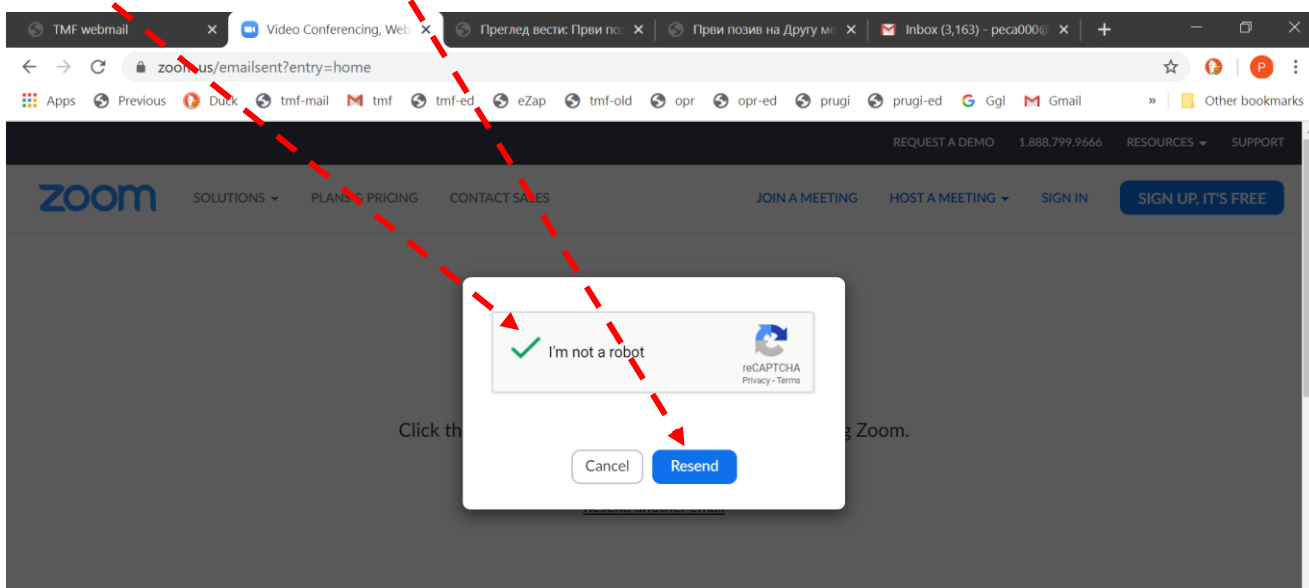 TMF webmail Video Conferencing, Web Преглед вести: Први по Први позив на Другу ме Inbox (3,163) - peca000@
zoom.us/emailsent?entry=home P
Apps Previous Duck tmf-mail tmf tmf-ed eZap tmf-old opr opr-ed prugi prugi-ed Ggl Gmail » Other bookmarks
REQUEST A DEMO 1.888.799.9666 RESOURCES SUPPORT
zoom SOLUTIONS PLANS & PRICING CONTACT SALES JOIN A MEETING HOST A MEETING SIGN IN SIGN UP, IT'S FREE
I'm not a robot
reCAPTCHA
Privacy - Terms
Click Zoom.
Cancel Resend
Resend another email